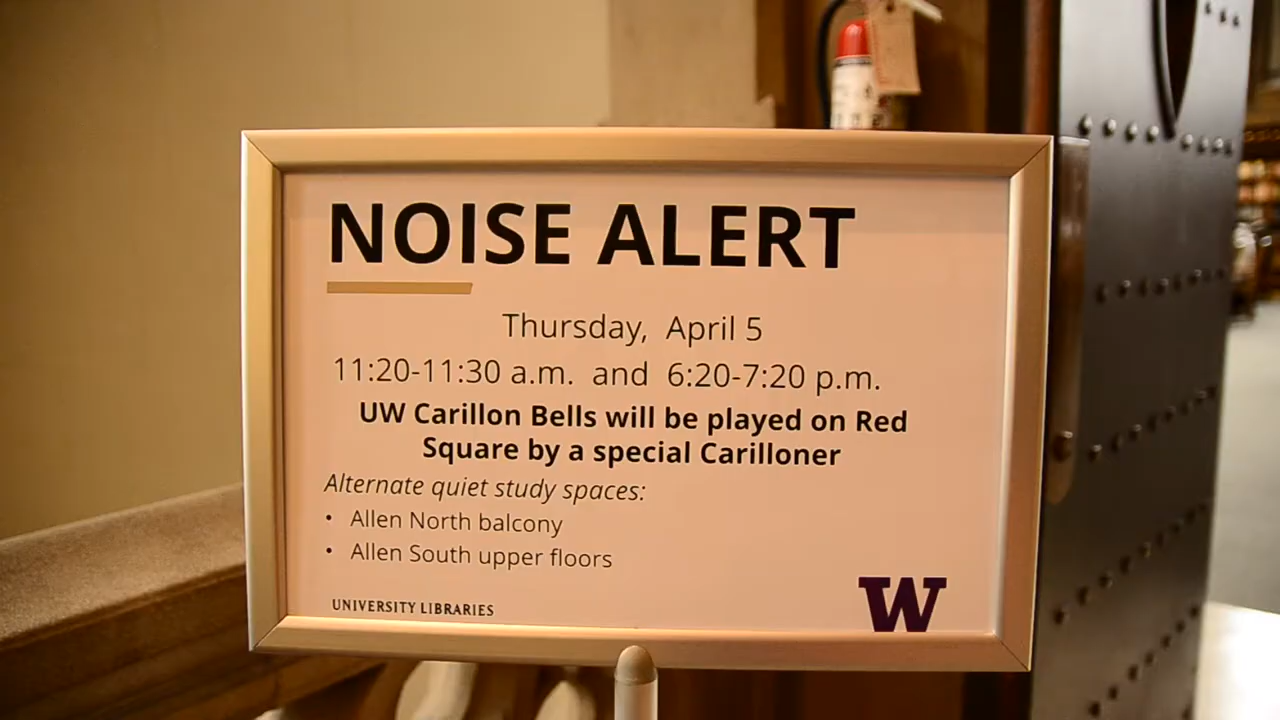 NOISE ALERT
Thursday, April 5
11:20-11:30 a.m. and 6:20-7:20 p.m.
UW Carillon Bells will be played on Red
Square by a special Carilloner
Alternate quiet study spaces:
• Allen North balcony
• Allen South upper floors
UNIVERSITY LIBRARIES
W